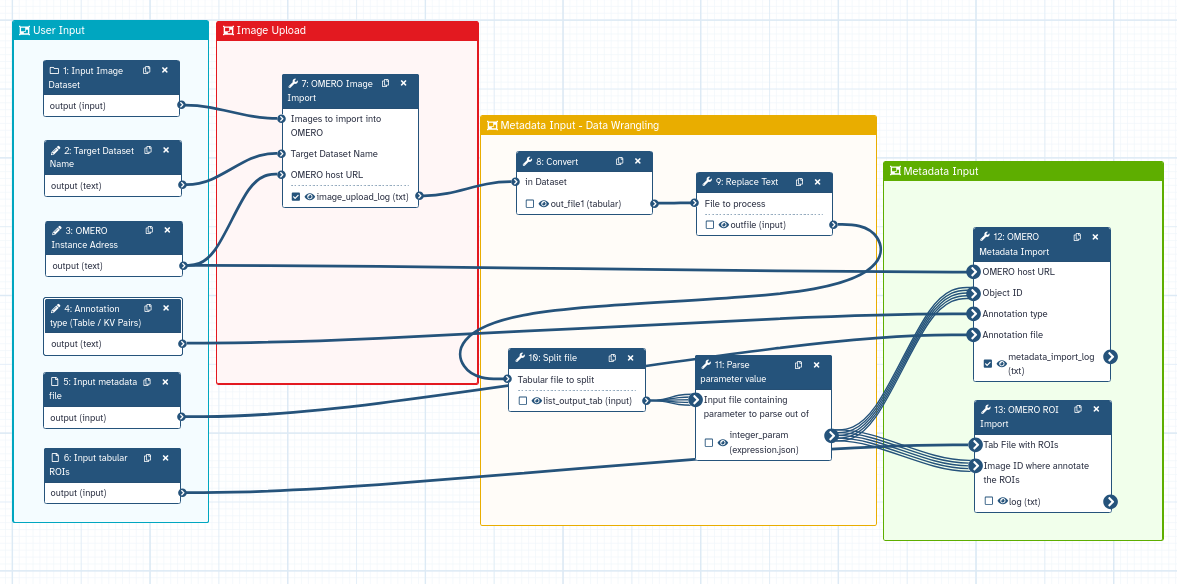 User Input
1: Input Image
Dataset
output (input)
2: Target Dataset
Name
output (text)
3: OMERO
Instance Adress
output (text)
4: Annotation
type (Table / KV Pairs)
output (text)
5: Input metadata
file
output (input)
6: Input tabular
ROIs
output (input)
Image Upload
7: OMERO Image
Import
Images to import into
OMERO
Target Dataset Name
OMERO host URL
image_upload_log (txt)
Metadata Input - Data Wrangling
8: Convert
in Dataset
out_file1 (tabular)
9: Replace Text
File to process
outfile (input)
10: Split file
Tabular file to split
list_output_tab (input)
11: Parse
parameter value
Input file containing
parameter to parse out of
integer_param
(expression.json)
Metadata Input
12: OMERO
Metadata Import
OMERO host URL
Object ID
Annotation type
Annotation file
metadata_import_log
(txt)
13: OMERO ROI
Import
Tab File with ROIs
Image ID where annotate
the ROIs
log (txt)